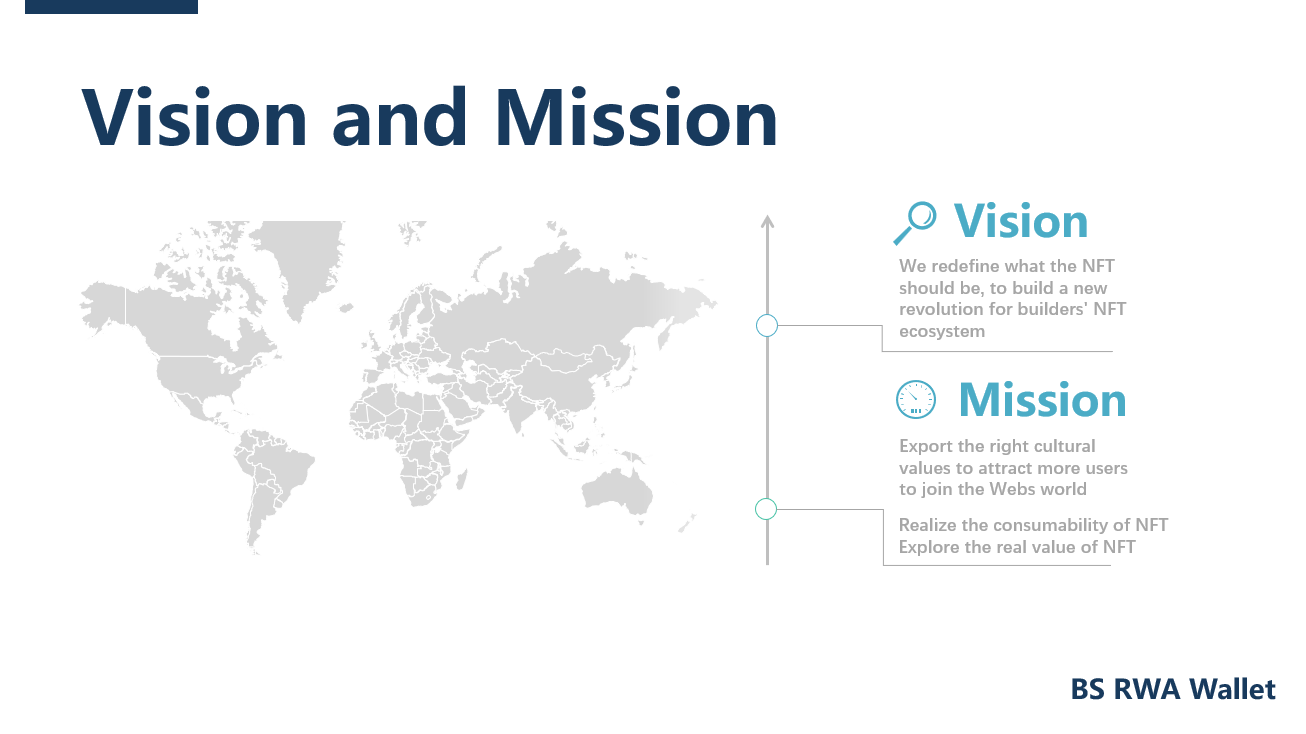 Vision and Mission
Vision
We redefine what the NFT
should be, to build a new
revolution for builders' NFT
ecosystem
Mission
Export the right cultural
values to attract more users
to join the Webs world
Realize the consumability of NFT
Explore the real value of NFT
BS RWA Wallet